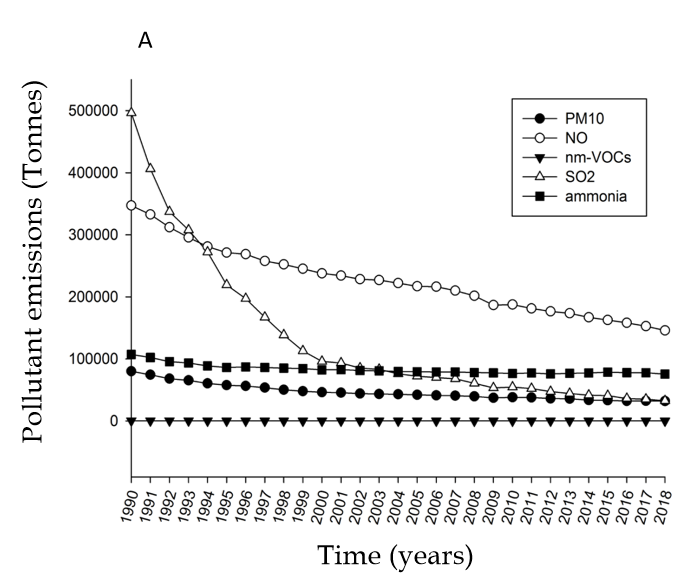 A
Pollutant emissions (Tonnes)
500000
400000
300000
200000
100000
0
PM10
NO
nm-VOCs
SO2
ammonia
1990 1991 1992 1993 1994 1995 1996 1997 1998 1999 2000 2001 2002 2003 2004 2005 2006 2007 2008 2009 2010 2011 2012 2013 2014 2015 2016 2017 2018
Time (years)